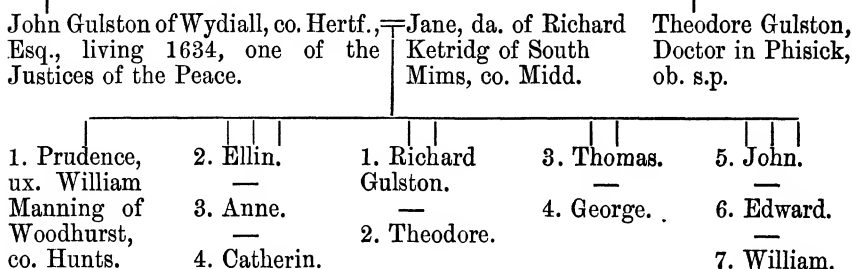 John Gulston of Wydiall, co. Hertf.,
Esq., living 1634, one of the
Justices of the Peace.
Jane, da. of Richard
Ketridg of South
Mims, co. Midd.
Theodore Gulston,
Doctor in Phisick,
ob. s.p.
1. Prudence,
ux. William
Manning of
Woodhurst,
co. Hunts.
2. Ellin.
—
3. Anne.
—
4. Catherin.
1. Richard
Gulston.
—
2. Theodore.
3. Thomas.
—
4. George.
5. John.
—
6. Edward.
—
7. William.